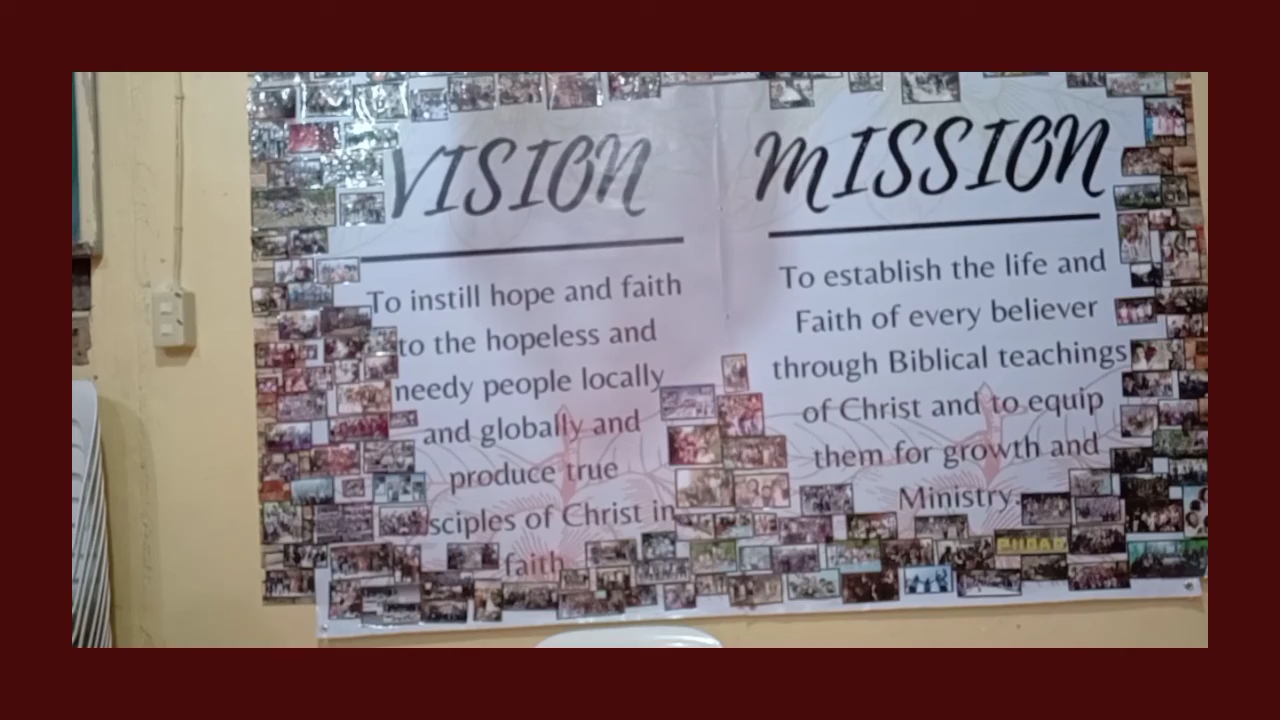 VISION
To instill hope and faith
to the hopeless and
needy people locally
and globally and
produce true
sciples of Christ in
faith
MISSION
To establish the life and
Faith of every believer
through Biblical teachings
of Christ and to equip
them for growth and
Ministry.